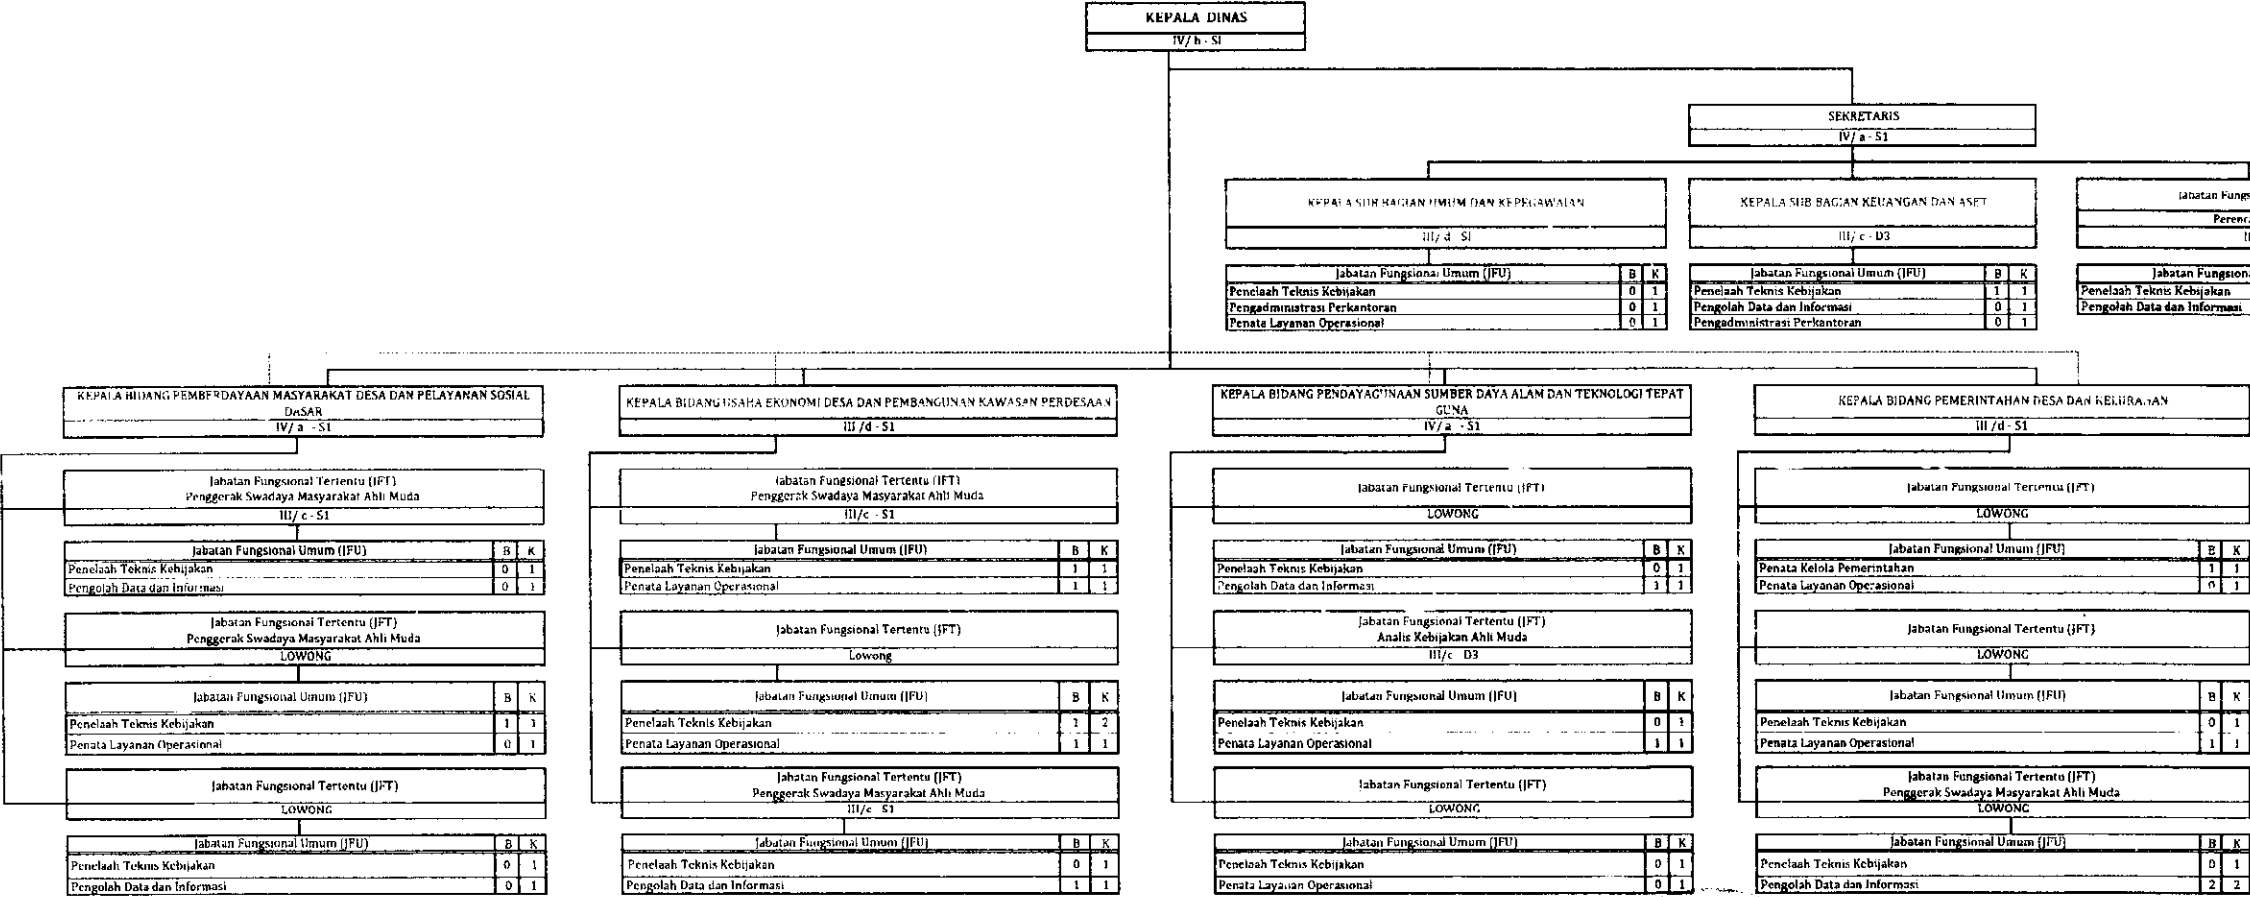 KEPALA DINAS
IV/ b - SI
SEKRETARIS
IV/ a - S1
KEPALA SUB BAGIAN UMUM DAN KEPEGAWAIAN
III/ d SI
KEPALA SUB BAGIAN KEUANGAN DAN ASET
III/ c - D3
Jabatan Fungs
Perenc
Jabatan Fungsional Umum (JFU) B K
Penelaah Teknis Kebijakan 0 1
Pengadministrasi Perkantoran 0 1
Penata Layanan Operasional 0 1
Jabatan Fungsional Umum (JFU) B K
Penelaah Teknis Kebijakan 1 1
Pengolah Data dan Informasi 0 1
Pengadministrasi Perkantoran 0 1
Jabatan Fungsiona
Penelaah Teknis Kebijakan
Pengolah Data dan Informasi
KEPALA BIDANG PEMBERDAYAAN MASYARAKAT DESA DAN PELAYANAN SOSIAL
DASAR
IV/ a - S1
Jabatan Fungsional Tertentu (JFT)
Penggerak Swadaya Masyarakat Ahli Muda
III/ c - S1
Jabatan Fungsional Umum (JFU) B K
Penelaah Teknis Kebijakan 0 1
Pengolah Data dan Informasi 0 1
Jabatan Fungsional Tertentu (JFT)
Penggerak Swadaya Masyarakat Ahli Muda
LOWONG
Jabatan Fungsional Umum (JFU) B K
Penelaah Teknis Kebijakan 1 1
Penata Layanan Operasional 0 1
Jabatan Fungsional Tertentu (JFT)
LOWONG
Jabatan Fungsional Umum (JFU) B K
Penelaah Teknis Kebijakan 0 1
Pengolah Data dan Informasi 0 1
KEPALA BIDANG USAHA EKONOMI DESA DAN PEMBANGUNAN KAWASAN PERDESAAN
III /d - S1
Jabatan Fungsional Tertentu (JFT)
Penggerak Swadaya Masyarakat Ahli Muda
III/c - S1
Jabatan Fungsional Umum (JFU) B K
Penelaah Teknis Kebijakan 1 1
Penata Layanan Operasional 1 1
Jabatan Fungsional Tertentu (JFT)
Lowong
Jabatan Fungsional Umum (JFU) B K
Penelaah Teknis Kebijakan 1 2
Penata Layanan Operasional 1 1
Jabatan Fungsional Tertentu (JFT)
Penggerak Swadaya Masyarakat Ahli Muda
III/c S1
Jabatan Fungsional Umum (JFU) B K
Penelaah Teknis Kebijakan 0 1
Pengolah Data dan Informasi 1 1
KEPALA BIDANG PENDAYAGUNAAN SUMBER DAYA ALAM DAN TEKNOLOGI TEPAT
GUNA
IV/ a - S1
Jabatan Fungsional Tertentu (JFT)
LOWONG
Jabatan Fungsional Umum (JFU) B K
Penelaah Teknis Kebijakan 0 1
Pengolah Data dan Informasi 1 1
Jabatan Fungsional Tertentu (JFT)
Analis Kebijakan Ahli Muda
III/c D3
Jabatan Fungsional Umum (JFU) B K
Penelaah Teknis Kebijakan 0 1
Penata Layanan Operasional 1 1
Jabatan Fungsional Tertentu (JFT)
LOWONG
Jabatan Fungsional Umum (JFU) B K
Penelaah Teknis Kebijakan 0 1
Penata Layanan Operasional 0 1
KEPALA BIDANG PEMERINTAHAN DESA DAN KELURAHAN
III /d - S1
Jabatan Fungsional Tertentu (JFT)
LOWONG
Jabatan Fungsional Umum (JFU) B K
Penata Kelola Pemerintahan 1 1
Penata Layanan Operasional 0 1
Jabatan Fungsional Tertentu (JFT)
LOWONG
Jabatan Fungsional Umum (JFU) B K
Penelaah Teknis Kebijakan 0 1
Penata Layanan Operasional 1 1
Jabatan Fungsional Tertentu (JFT)
Penggerak Swadaya Masyarakat Ahli Muda
LOWONG
Jabatan Fungsional Umum (JFU) B K
Penelaah Teknis Kebijakan 0 1
Pengolah Data dan Informasi 2 2